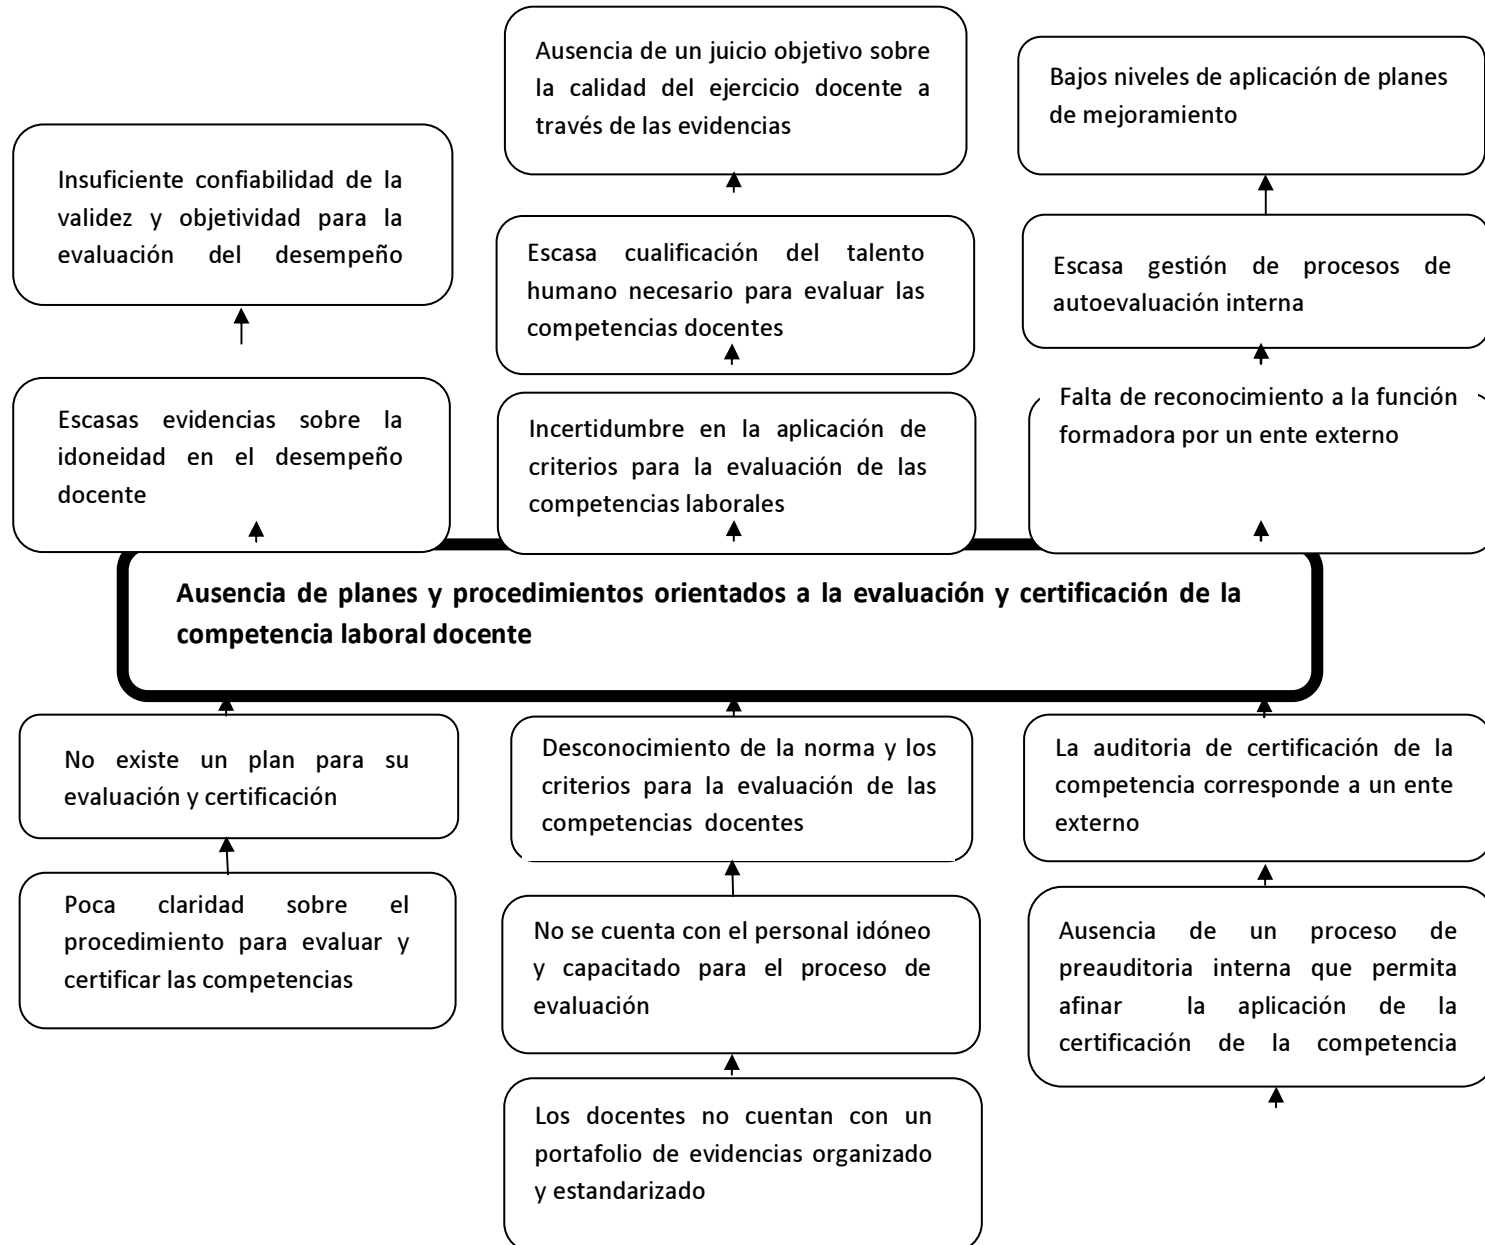 Ausencia de un juicio objetivo sobre
la calidad del ejercicio docente a
través de las evidencias
Bajos niveles de aplicación de planes
de mejoramiento
Insuficiente confiabilidad de la
validez y objetividad para la
evaluación del desempeño
Escasa cualificación del talento
humano necesario para evaluar las
competencias docentes
Escasa gestión de procesos de
autoevaluación interna
Escasas evidencias sobre la
idoneidad en el desempeño
docente
Incertidumbre en la aplicación de
criterios para la evaluación de las
competencias laborales
Falta de reconocimiento a la función
formadora por un ente externo
Ausencia de planes y procedimientos orientados a la evaluación y certificación de la
competencia laboral docente
No existe un plan para su
evaluación y certificación
Desconocimiento de la norma y los
criterios para la evaluación de las
competencias docentes
La auditoria de certificación de la
competencia corresponde a un ente
externo
Poca claridad sobre el
procedimiento para evaluar y
certificar las competencias
No se cuenta con el personal idóneo
y capacitado para el proceso de
evaluación
Ausencia de un proceso de
preauditoria interna que permita
afinar la aplicación de la
certificación de la competencia
Los docentes no cuentan con un
portafolio de evidencias organizado
y estandarizado